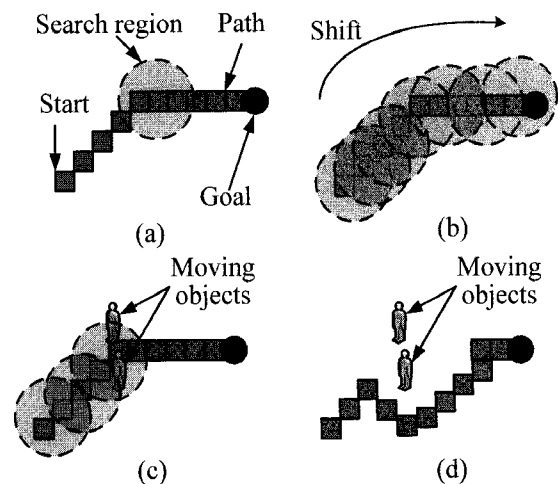 Search region
Path
Start
Goal
(a)
Shift
(b)
Moving
objects
(c)
Moving
objects
(d)